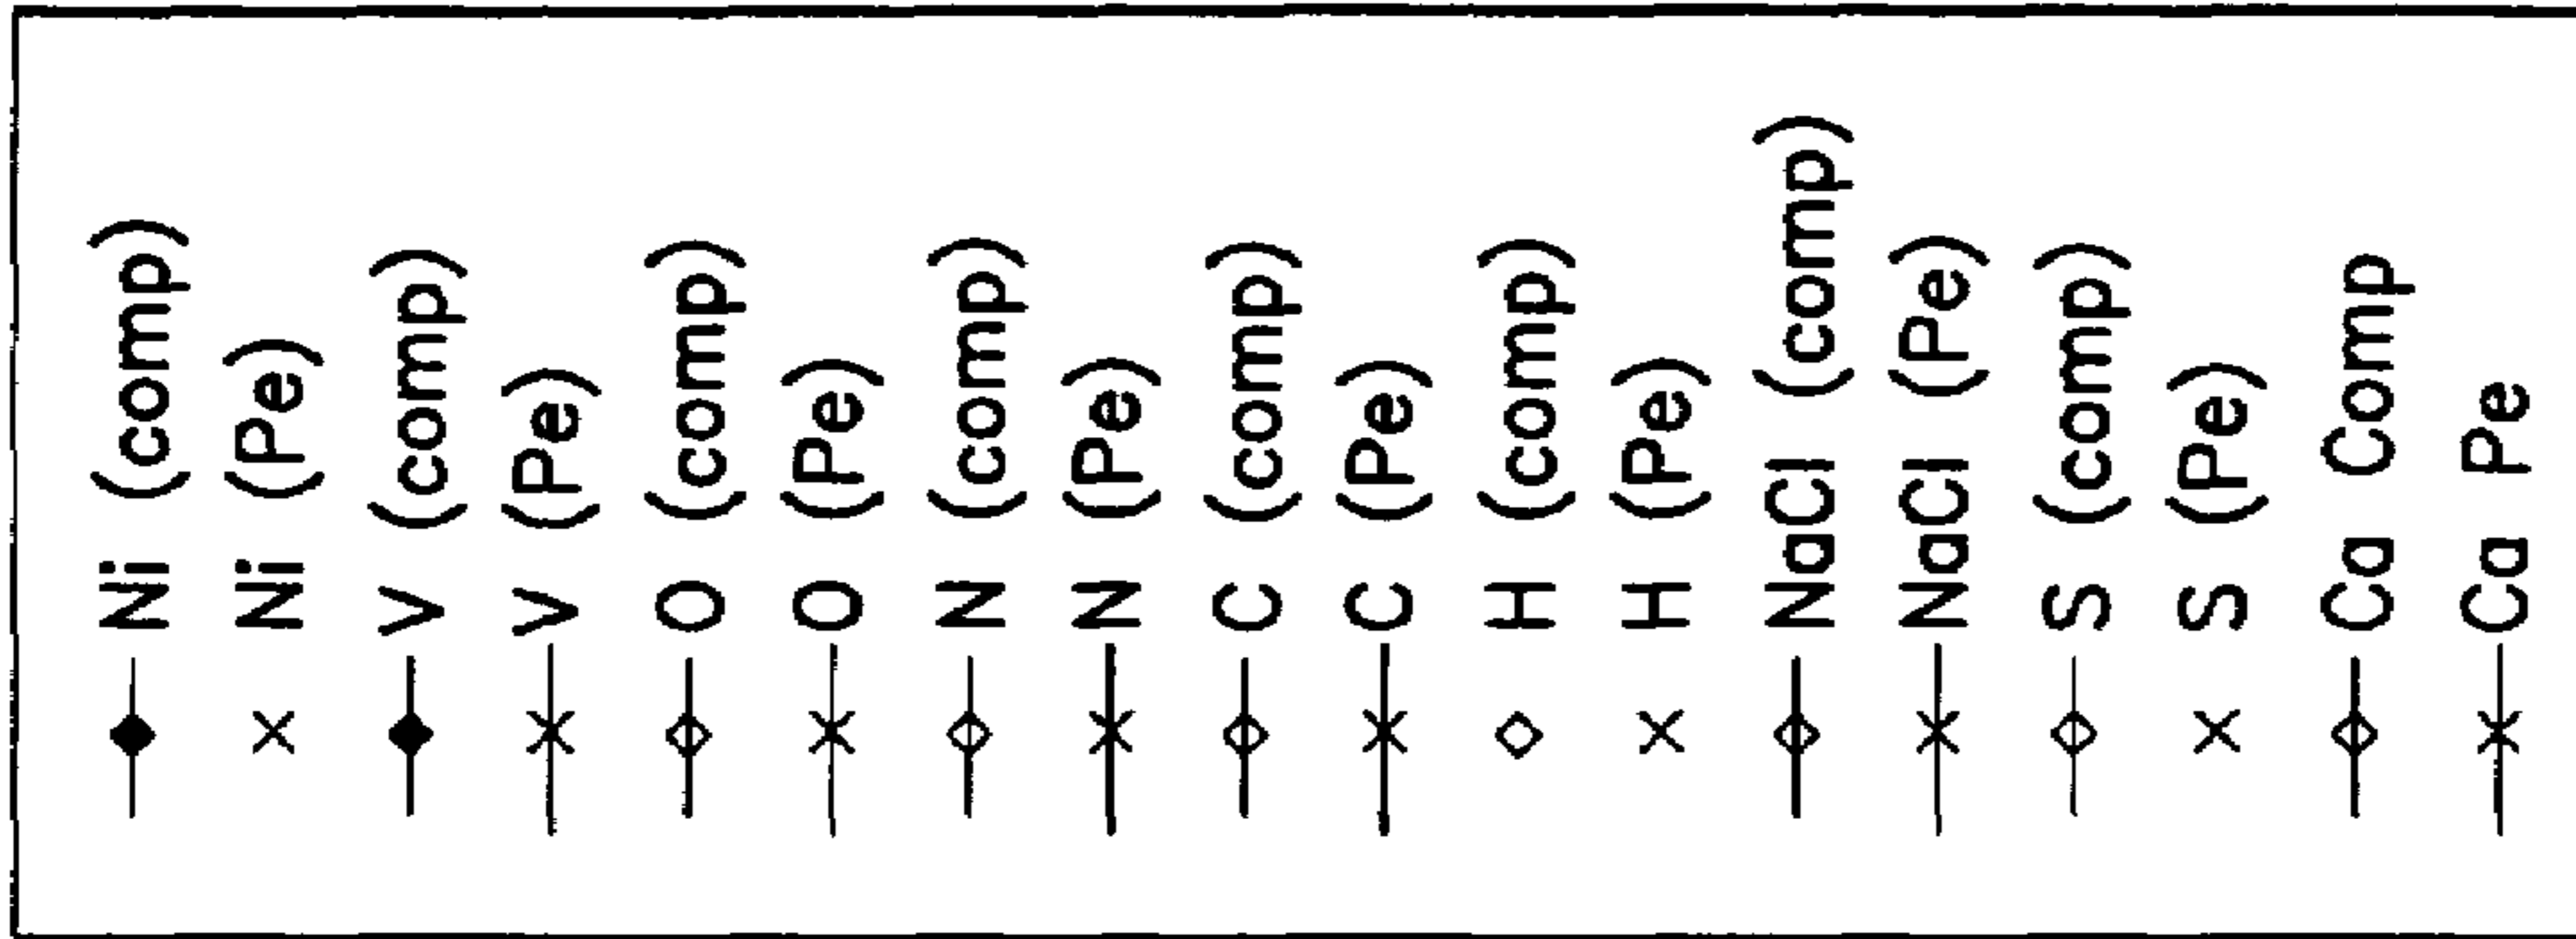 Ni (comp)
Ni (Pe)
V (comp)
V (Pe)
O (comp)
O (Pe)
N (comp)
N (Pe)
C (comp)
C (Pe)
H (comp)
H (Pe)
NaCl (comp)
NaCl (Pe)
S (comp)
S (Pe)
Ca Comp
Ca Pe